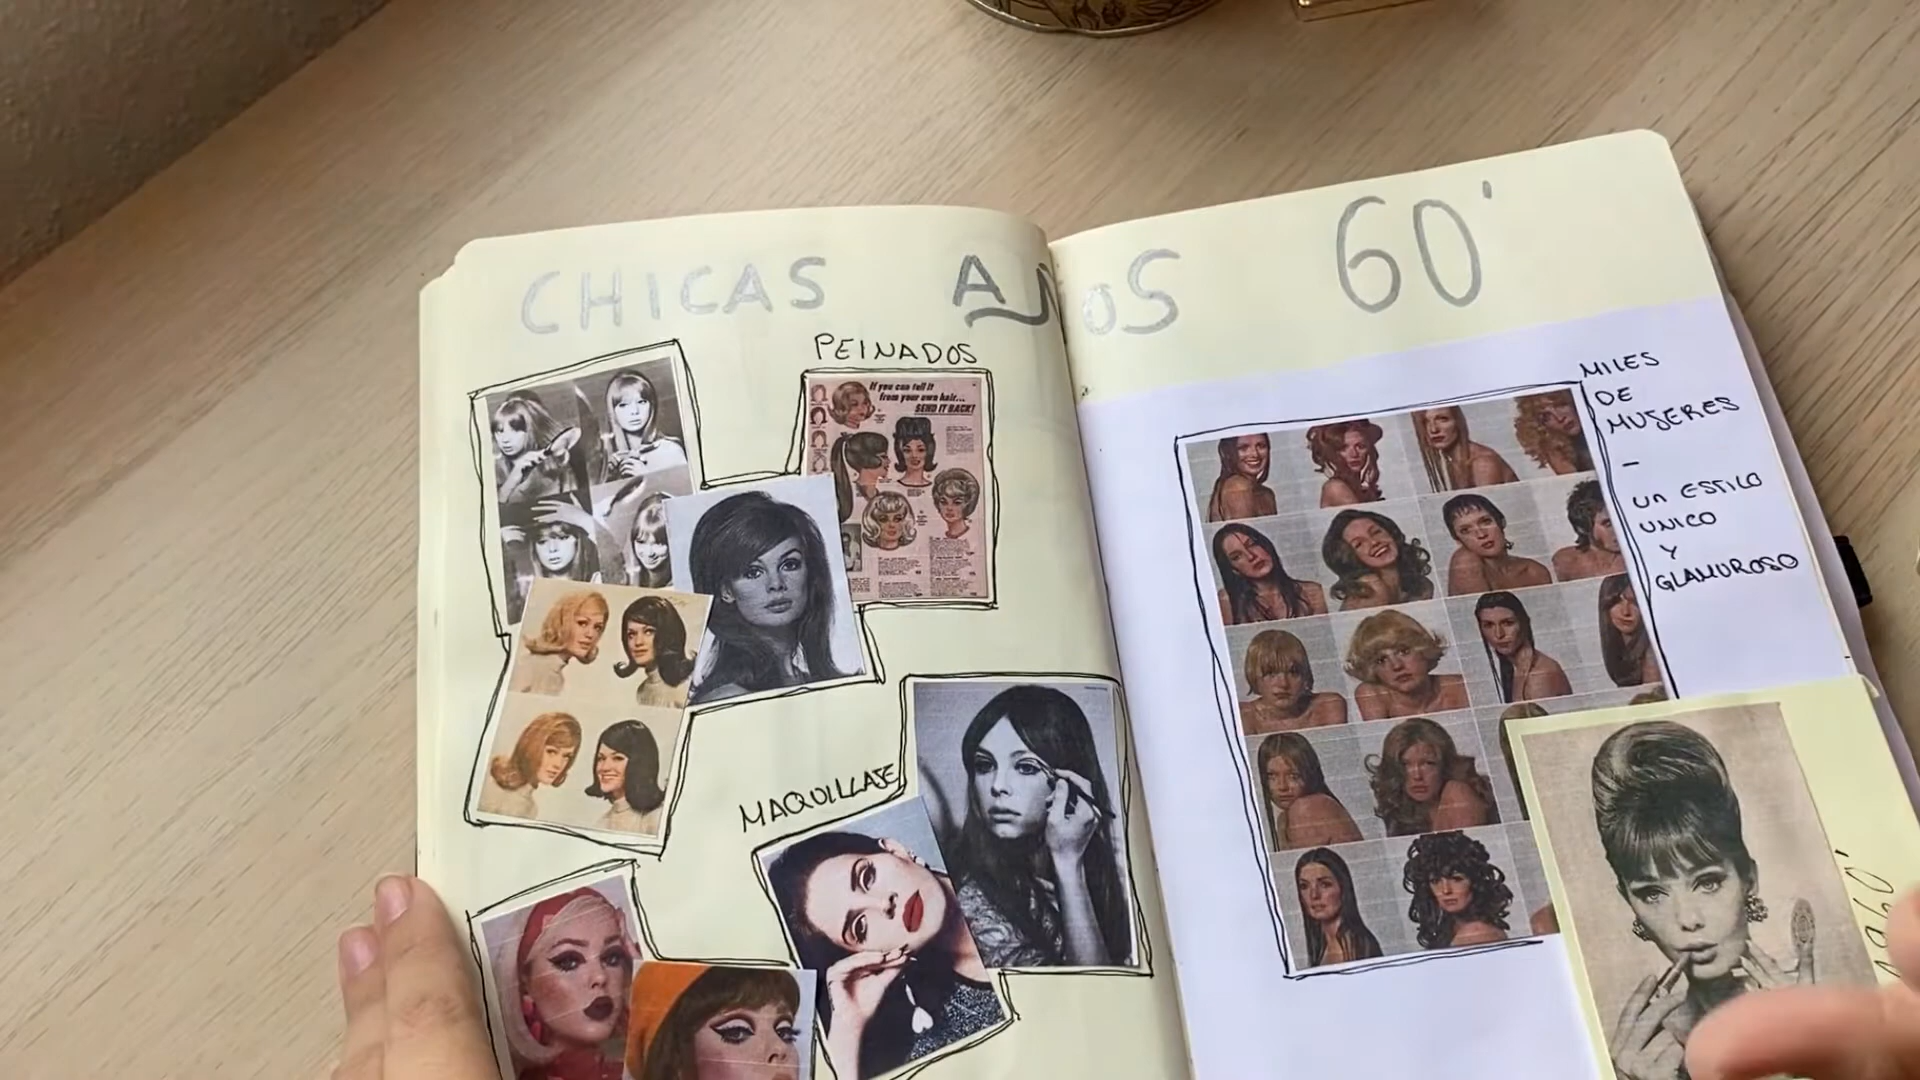 CHICAS AÑOS 60'
PEINADOS
If you can tell it
from your own hair...
SEND IT BACK!
MAQUILLAJE
MILES
DE
MUJERES
-
UN ESTILO
UNICO
Y
GLAMUROSO
1960'